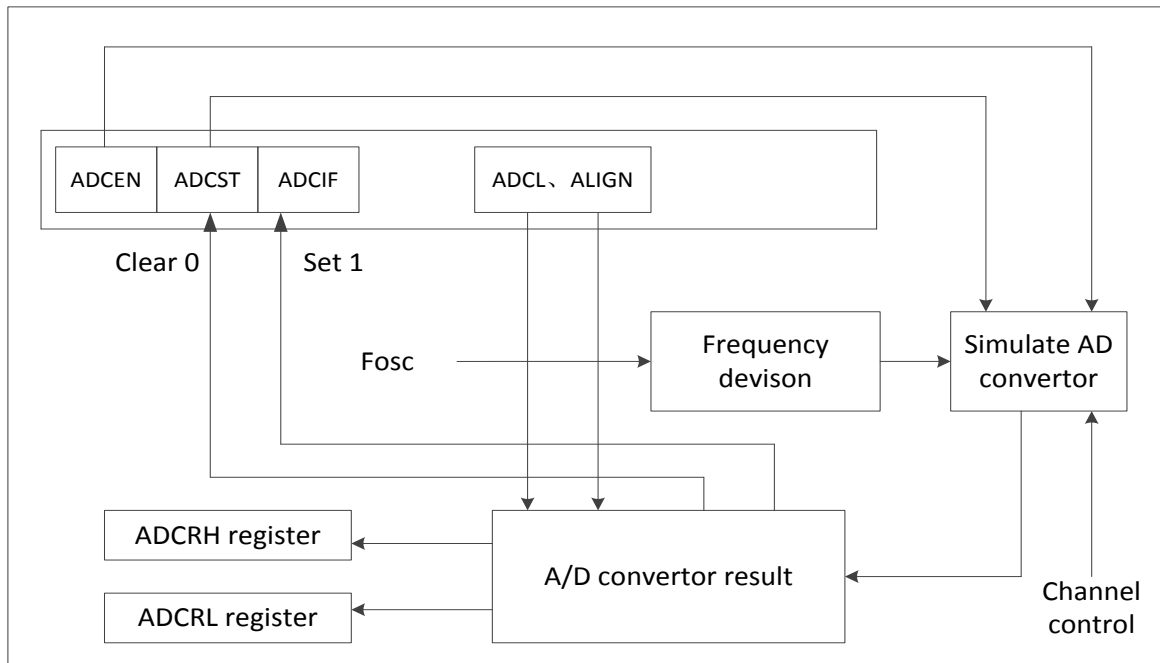 ADCEN
ADCST
ADCIF
ADCL、ALIGN
Clear 0
Set 1
Fosc
Frequency
devison
Simulate AD
convertor
ADCRH register
A/D convertor result
ADCRL register
Channel
control